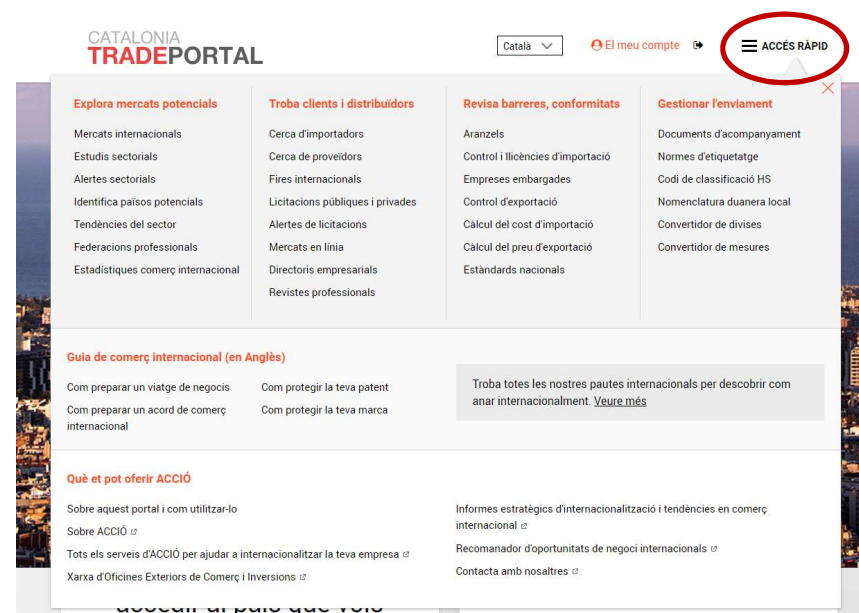 CATALONIA
TRADEPORTAL
Català
El meu compte
ACCÉS RÀPID
Explora mercats potencials
Mercats internacionals
Estudis sectorials
Alertes sectorials
Identifica països potencials
Tendències del sector
Federacions professionals
Estadístiques comerç internacional
Troba clients i distribuïdors
Cerca d'importadors
Cerca de proveïdors
Fires internacionals
Licitacions públiques i privades
Alertes de licitacions
Mercats en línia
Directoris empresarials
Revistes professionals
Revisa barreres, conformitats
Aranzels
Control i llicències d'importació
Empreses embargades
Control d'exportació
Càlcul del cost d'importació
Càlcul del preu d'exportació
Estàndards nacionals
Gestionar l'enviament
Documents d'acompanyament
Normes d'etiquetatge
Codi de classificació HS
Nomenclatura duanera local
Convertidor de divises
Convertidor de mesures
Guia de comerç internacional (en Anglès)
Com preparar un viatge de negocis
Com preparar un acord de comerç
internacional
Com protegir la teva patent
Com protegir la teva marca
Troba totes les nostres pautes internacionals per descobrir com
anar internacionalment. Veure més
Què et pot oferir ACCIÓ
Sobre aquest portal i com utilitzar-lo
Sobre ACCIÓ
Tots els serveis d'ACCIÓ per ajudar a internacionalitzar la teva empresa
Xarxa d'Oficines Exteriors de Comerç i Inversions
Informes estratègics d'internacionalització i tendències en comerç
internacional
Recomanador d'oportunitats de negoci internacionals
Contacta amb nosaltres
accedir al país que vols